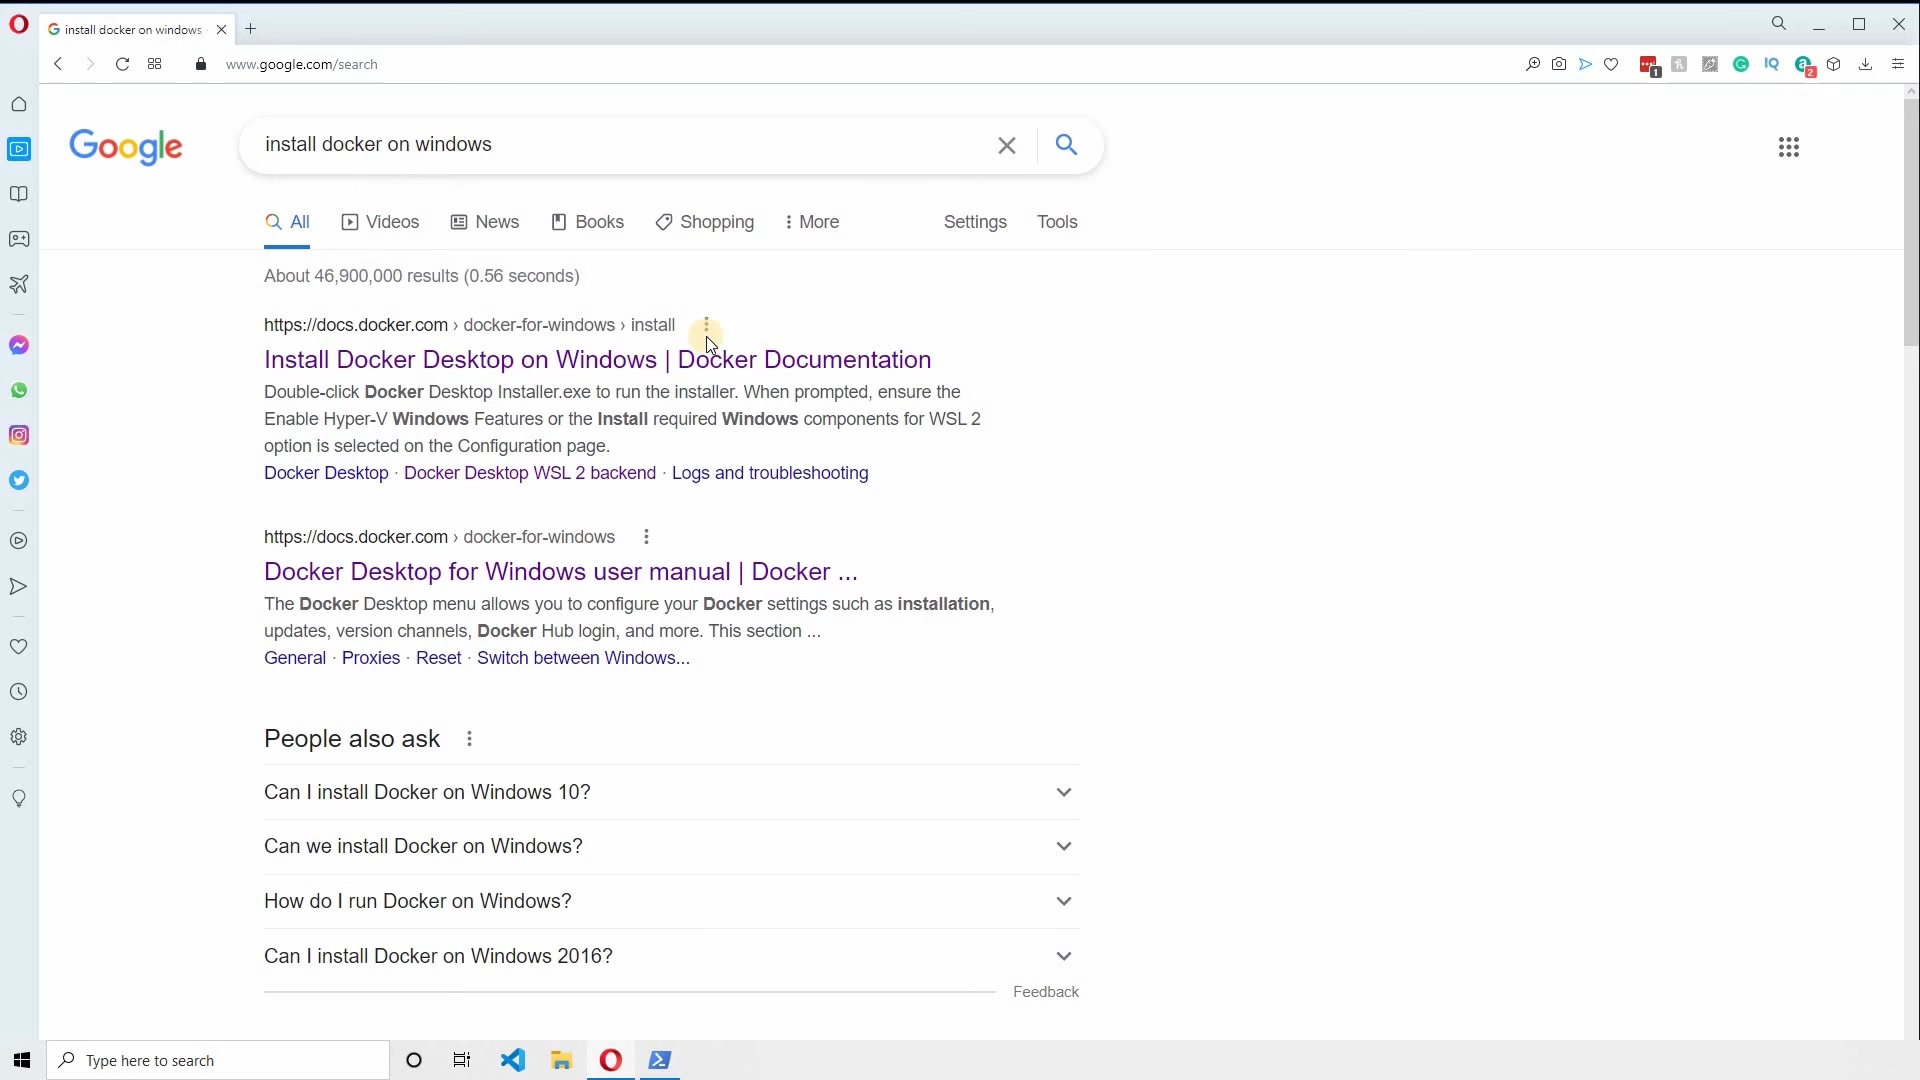 install docker on windows
www.google.com/search
1
IQ
2
Google
install docker on windows
All
Videos
News
Books
Shopping
More
Settings
Tools
About 46,900,000 results (0.56 seconds)
https://docs.docker.com › docker-for-windows › install
Install Docker Desktop on Windows | Docker Documentation
Double-click Docker Desktop Installer.exe to run the installer. When prompted, ensure the
Enable Hyper-V Windows Features or the Install required Windows components for WSL 2
option is selected on the Configuration page.
Docker Desktop · Docker Desktop WSL 2 backend · Logs and troubleshooting
https://docs.docker.com › docker-for-windows
Docker Desktop for Windows user manual | Docker ...
The Docker Desktop menu allows you to configure your Docker settings such as installation,
updates, version channels, Docker Hub login, and more. This section ...
General · Proxies · Reset · Switch between Windows...
People also ask
Can I install Docker on Windows 10?
Can we install Docker on Windows?
How do I run Docker on Windows?
Can I install Docker on Windows 2016?
Feedback
Type here to search